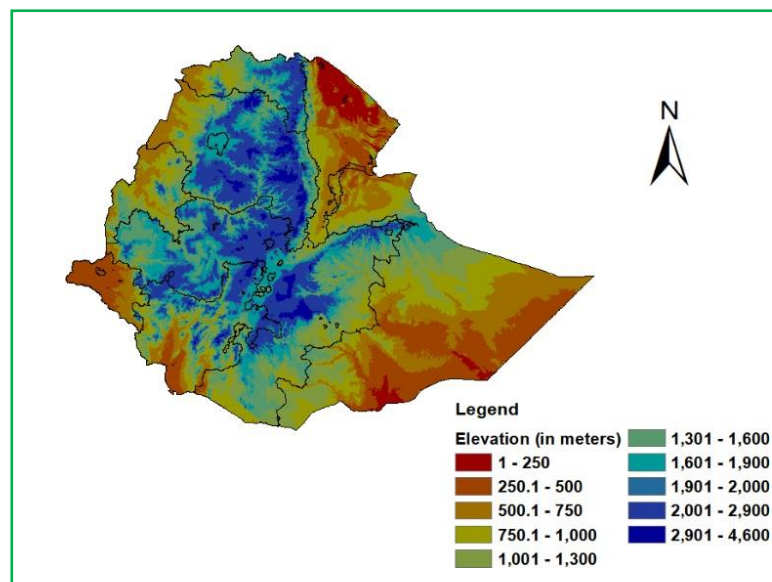 N
Legend
Elevation (in meters)
1 - 250
250.1 - 500
500.1 - 750
750.1 - 1,000
1,001 - 1,300
1,301 - 1,600
1,601 - 1,900
1,901 - 2,000
2,001 - 2,900
2,901 - 4,600